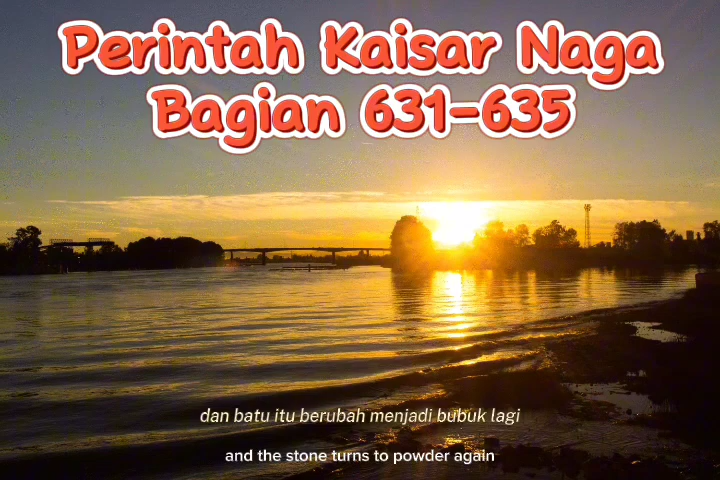 Perintah Kaisar Naga
Bagian 631-635
dan batu itu berubah menjadi bubuk lagi
and the stone turns to powder again